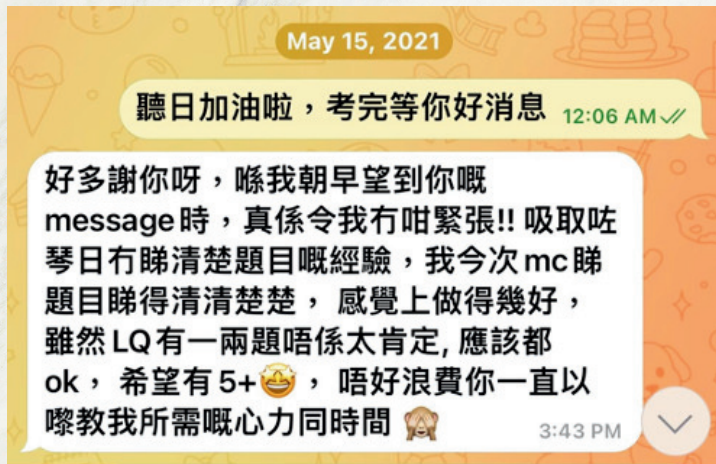 May 15, 2021
聽日加油啦，考完等你好消息 12:06 AM
好多謝你呀，喺我朝早望到你嘅
message時，真係令我冇咁緊張!! 吸取咗
琴日冇睇清楚題目嘅經驗，我今次mc睇
題目睇得清清楚楚， 感覺上做得幾好，
雖然LQ有一兩題唔係太肯定, 應該都
ok， 希望有5+🤩， 唔好浪費你一直以
嚟教我所需嘅心力同時間 🙈 3:43 PM